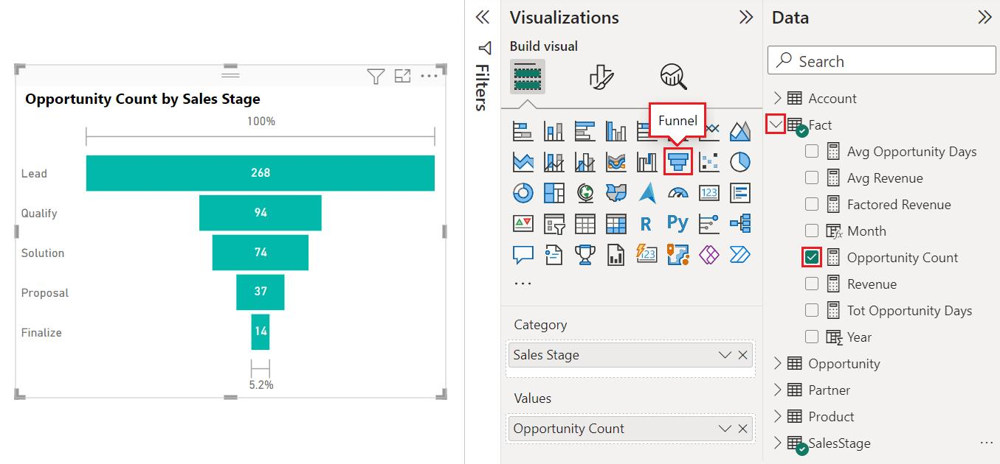 Opportunity Count by Sales Stage
100%
Lead
268
Qualify
94
Solution
74
Proposal
37
Finalize
14
5.2%
Filters
Visualizations
Build visual
Funnel
123
R
Py
123
Category
Sales Stage
Values
Opportunity Count
Data
Search
Account
Fact
Avg Opportunity Days
Avg Revenue
Factored Revenue
Month
Opportunity Count
Revenue
Tot Opportunity Days
Year
Opportunity
Partner
Product
SalesStage